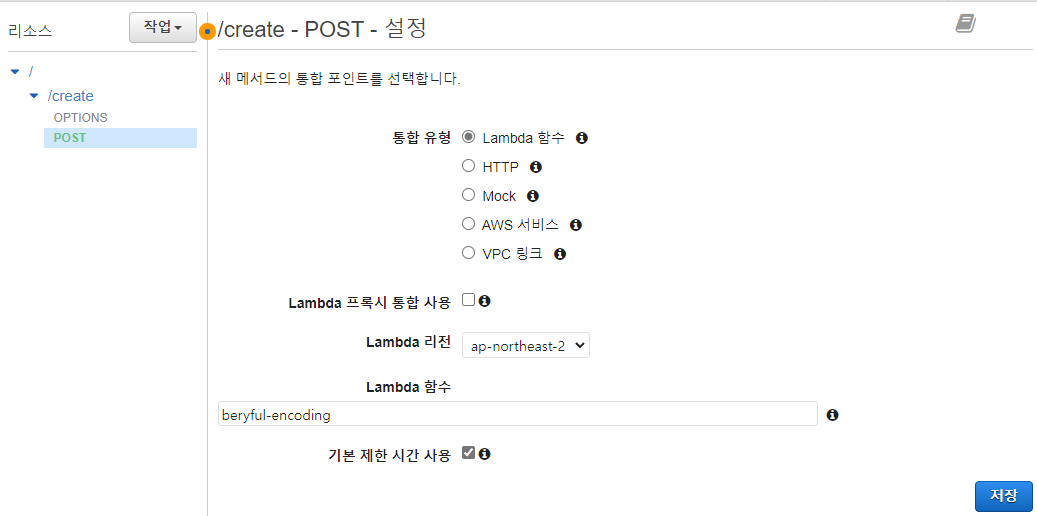 리소스
작업
/
/create
OPTIONS
POST
/create - POST - 설정
새 메서드의 통합 포인트를 선택합니다.
통합 유형 Lambda 함수
HTTP
Mock
AWS 서비스
VPC 링크
Lambda 프록시 통합 사용
Lambda 리전 ap-northeast-2
Lambda 함수
beryful-encoding
기본 제한 시간 사용
저장